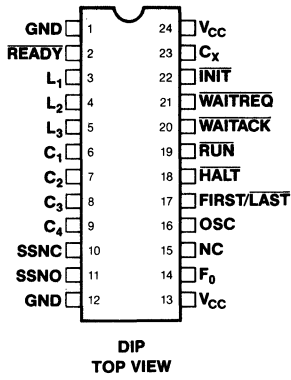 GND 1 24 VCC
READY 2 23 CX
L1 3 22 INIT
L2 4 21 WAITREQ
L3 5 20 WAITACK
C1 6 19 RUN
C2 7 18 HALT
C3 8 17 FIRST/LAST
C4 9 16 OSC
SSNC 10 15 NC
SSNO 11 14 F0
GND 12 13 VCC
DIP
TOP VIEW